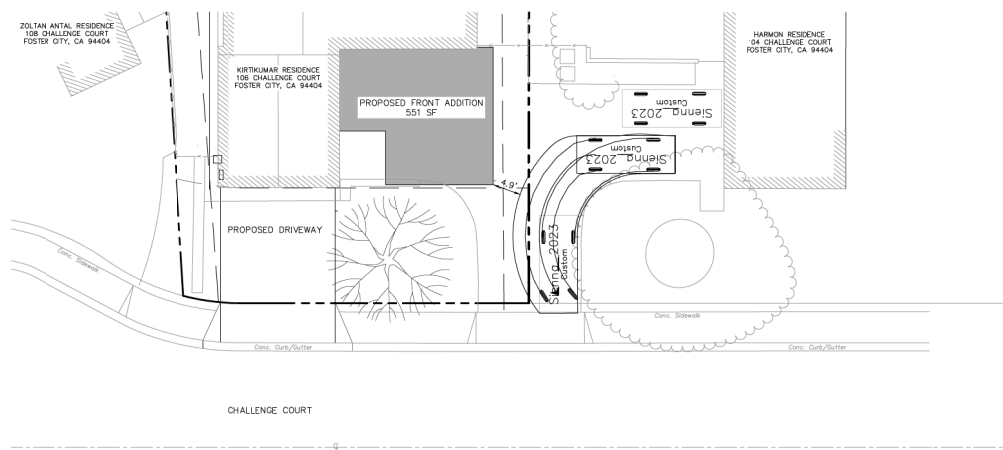 ZOLTAN ANTAL RESIDENCE
108 CHALLENGE COURT
FOSTER CITY, CA 94404
KIRTIKUMAR RESIDENCE
106 CHALLENGE COURT
FOSTER CITY, CA 94404
HARMON RESIDENCE
04 CHALLENGE COURT
FOSTER CITY, CA 94404
PROPOSED FRONT ADDITION
551 SF
Sienna 2023
Custom
Sienna 2023
Custom
4.9'
PROPOSED DRIVEWAY
Sienna 2023
Custom
Conc. Sidewalk
Conc. Sidewalk
Conc. Curb/Gutter
Conc. Curb/Gutter
CHALLENGE COURT
℄